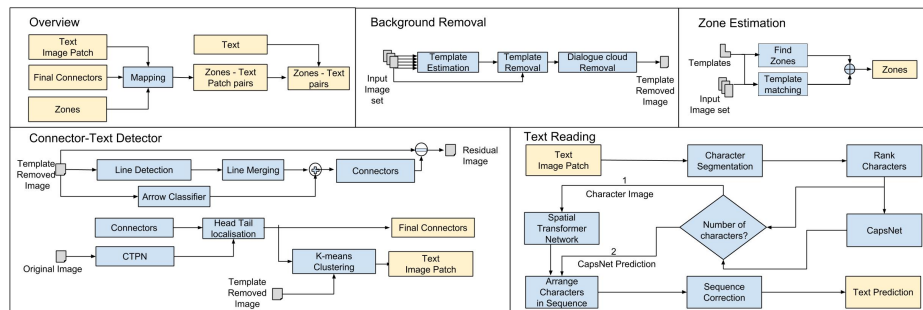 Overview
Text
Image Patch
Final Connectors
Zones
Mapping
Text
Zones - Text
Patch pairs
Zones - Text
pairs
Background Removal
Input
Image set
Template
Estimation
Template
Removal
Dialogue cloud
Removal
Template
Removed
Image
Zone Estimation
Templates
Input
Image set
Find
Zones
Template
matching
Zones
Connector-Text Detector
Template
Removed
Image
Line Detection
Line Merging
Connectors
Arrow Classifier
Residual
Image
Connectors
Head Tail
localisation
Final Connectors
Original Image
CTPN
K-means
Clustering
Text
Image Patch
Template
Removed
Image
Text Reading
Text
Image Patch
Character
Segmentation
Rank
Characters
1
Character Image
Spatial
Transformer
Network
Number of
characters?
CapsNet
2
CapsNet Prediction
Arrange
Characters
in Sequence
Sequence
Correction
Text Prediction